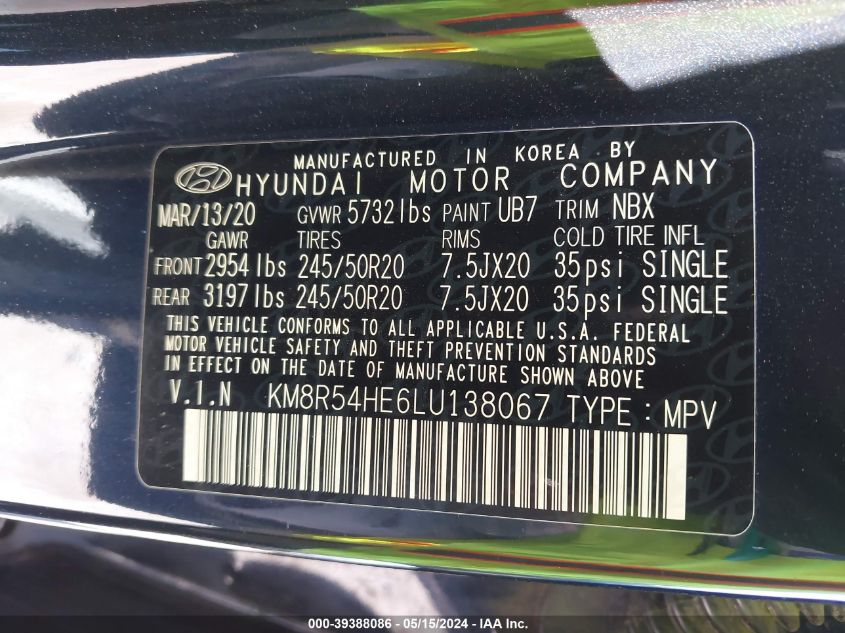 MANUFACTURED IN KOREA BY
HYUNDAI MOTOR COMPANY
MAR/13/20 GVWR 5732lbs PAINT UB7 TRIM NBX
GAWR TIRES RIMS COLD TIRE INFL
FRONT 2954lbs 245/50R20 7.5JX20 35psi SINGLE
REAR 3197lbs 245/50R20 7.5JX20 35psi SINGLE
THIS VEHICLE CONFORMS TO ALL APPLICABLE U.S.A. FEDERAL
MOTOR VEHICLE SAFETY AND THEFT PREVENTION STANDARDS
IN EFFECT ON THE DATE OF MANUFACTURE SHOWN ABOVE
V.I.N KM8R54HE6LU138067 TYPE : MPV
000-39388086 - 05/15/2024 - IAA Inc.